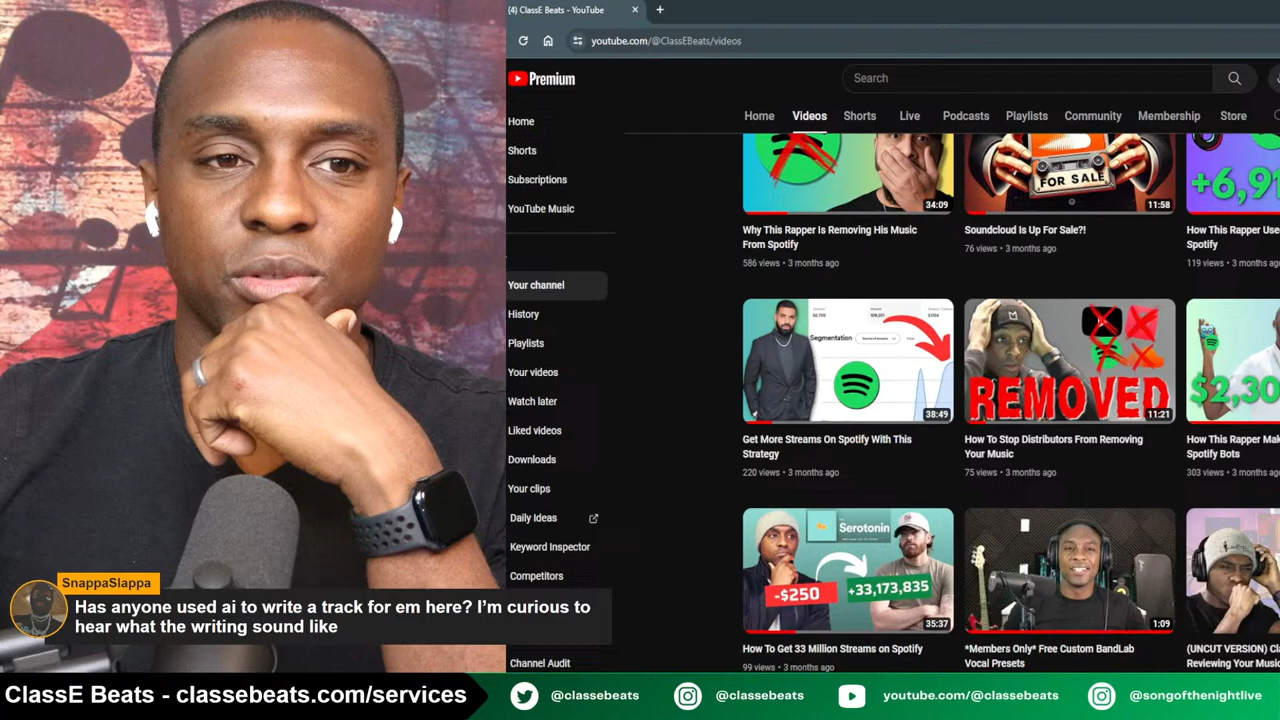 (4) ClassE Beats - YouTube
youtube.com/@ClassEBeats/videos
Premium
Search
Home
Videos
Shorts
Live
Podcasts
Playlists
Community
Membership
Store
Home
Shorts
Subscriptions
YouTube Music
Your channel
History
Playlists
Your videos
Watch later
Liked videos
Downloads
Your clips
Daily Ideas
Keyword Inspector
Competitors
Channel Audit
34:09
Why This Rapper Is Removing His Music
From Spotify
586 views • 3 months ago
FOR SALE
11:58
Soundcloud Is Up For Sale?!
76 views • 3 months ago
+6,91
How This Rapper Use
Spotify
119 views • 3 months
Segmentation
38:49
Get More Streams On Spotify With This
Strategy
220 views • 3 months ago
REMOVED
11:21
How To Stop Distributors From Removing
Your Music
75 views • 3 months ago
$2,30
How This Rapper Mak
Spotify Bots
303 views • 3 months
Serotonin
-$250
+33,173,835
35:37
How To Get 33 Million Streams on Spotify
99 views • 3 months ago
1:09
*Members Only* Free Custom BandLab
Vocal Presets
(UNCUT VERSION) Cla
Reviewing Your Music
SnappaSlappa
Has anyone used ai to write a track for em here? I'm curious to
hear what the writing sound like
ClassE Beats - classebeats.com/services
@classebeats
@classebeats
youtube.com/@classebeats
@songofthenightlive